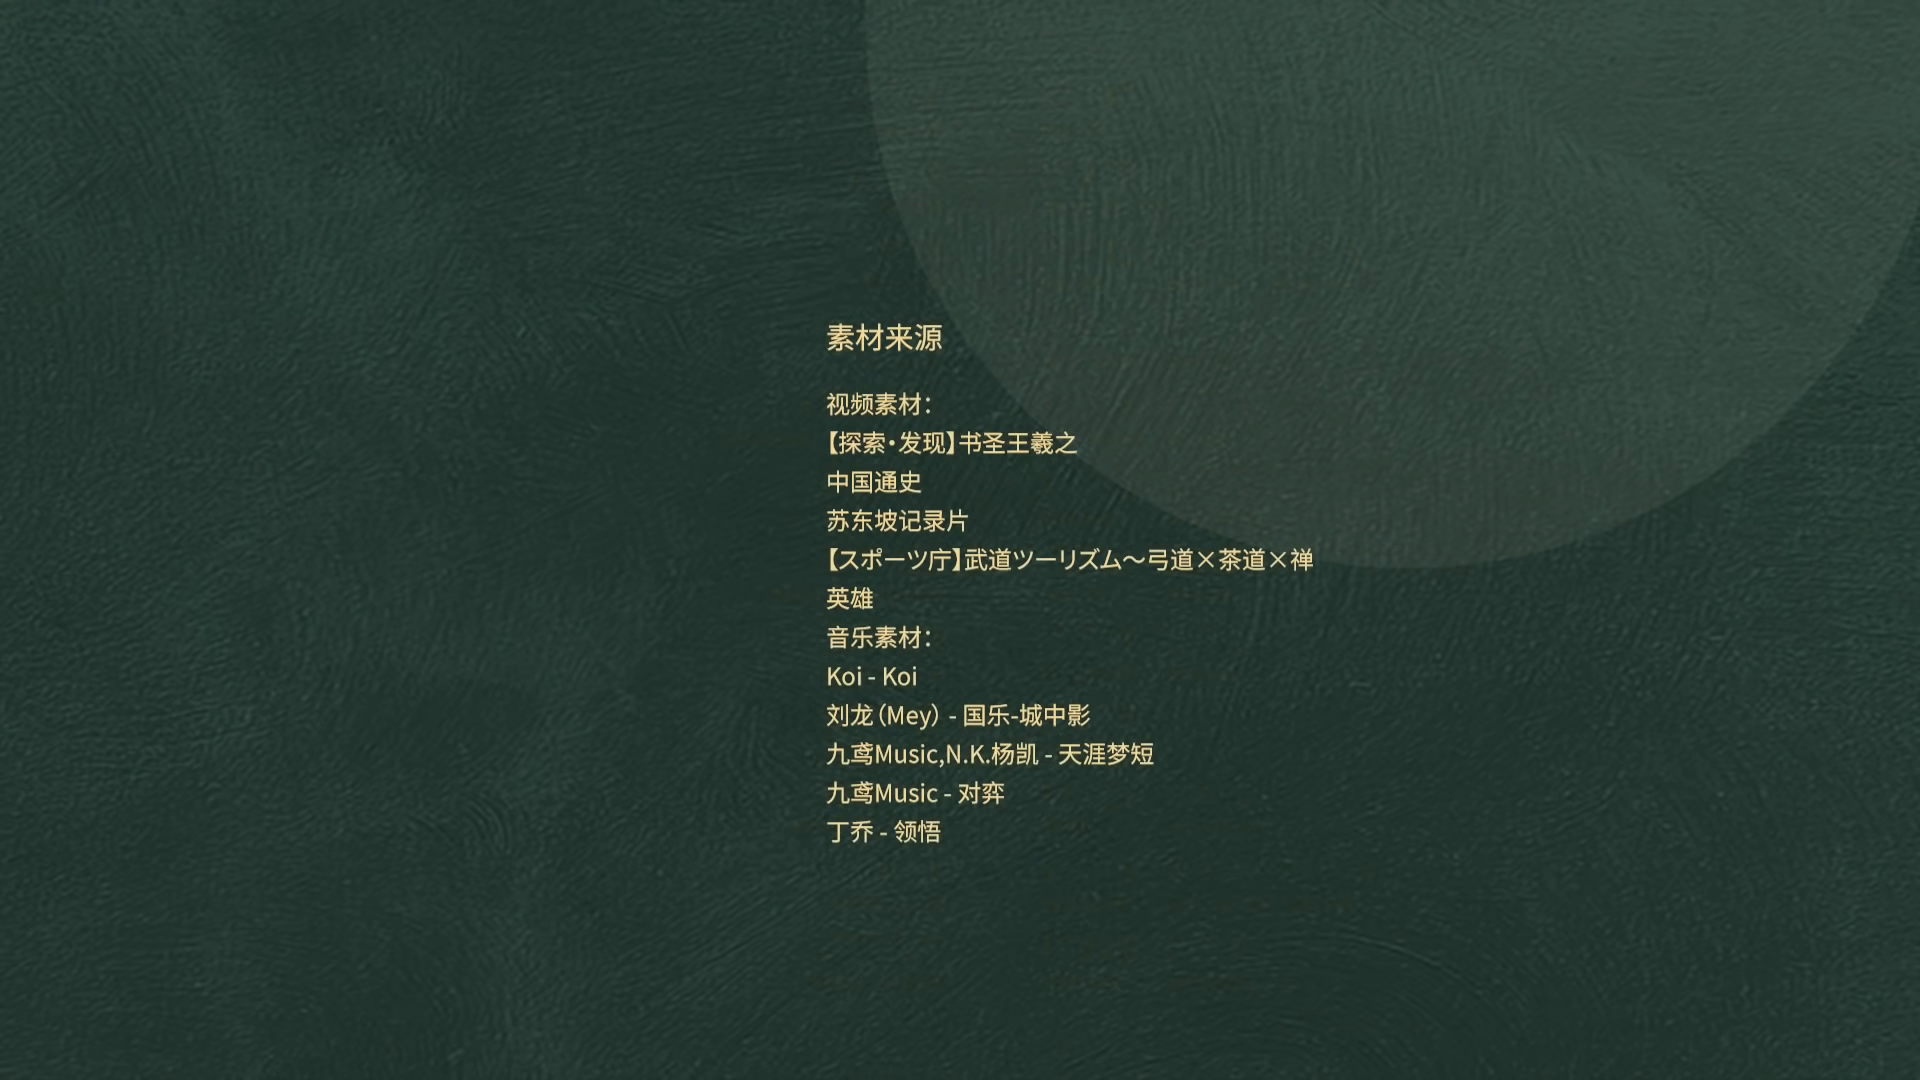 素材来源
视频素材：
【探索·发现】书圣王羲之
中国通史
苏东坡记录片
【スポーツ庁】武道ツーリズム～弓道×茶道×禅
英雄
音乐素材：
Koi - Koi
刘龙（Mey） - 国乐-城中影
九鸢Music,N.K.杨凯 - 天涯梦短
九鸢Music - 对弈
丁乔 - 领悟